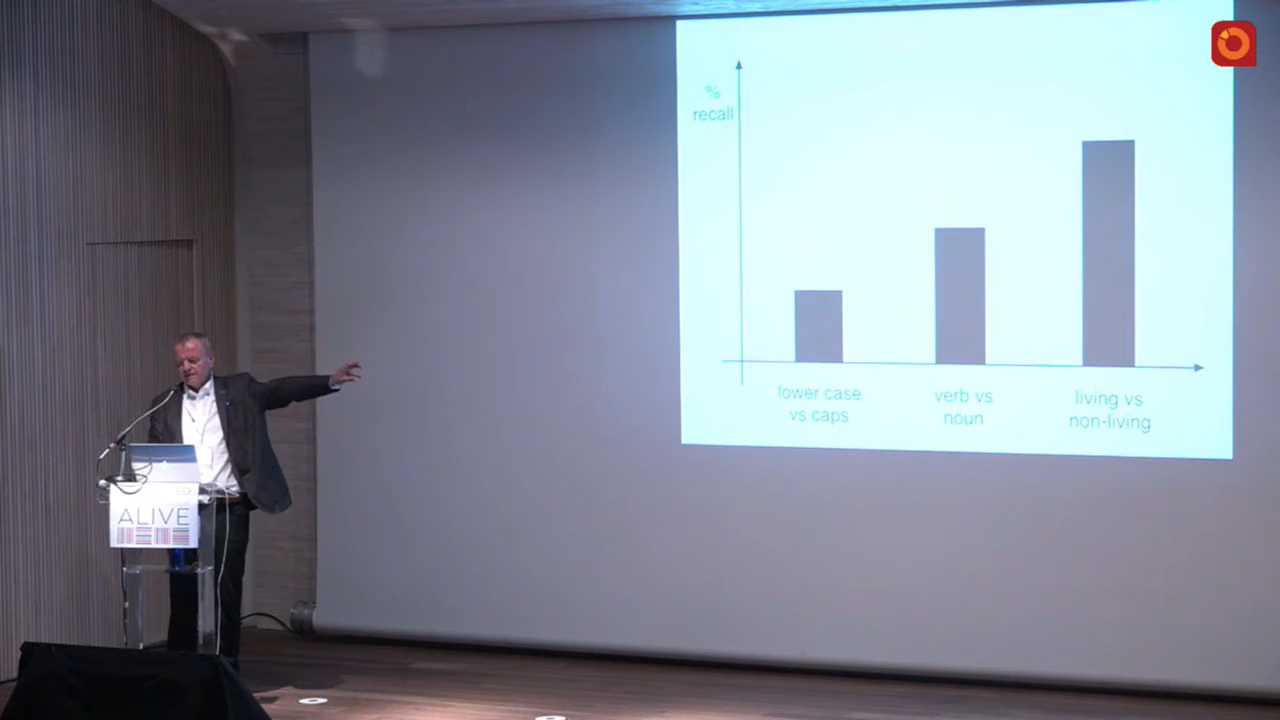 %
recall
lower case
vs caps
verb vs
noun
living vs
non-living
ALIVE